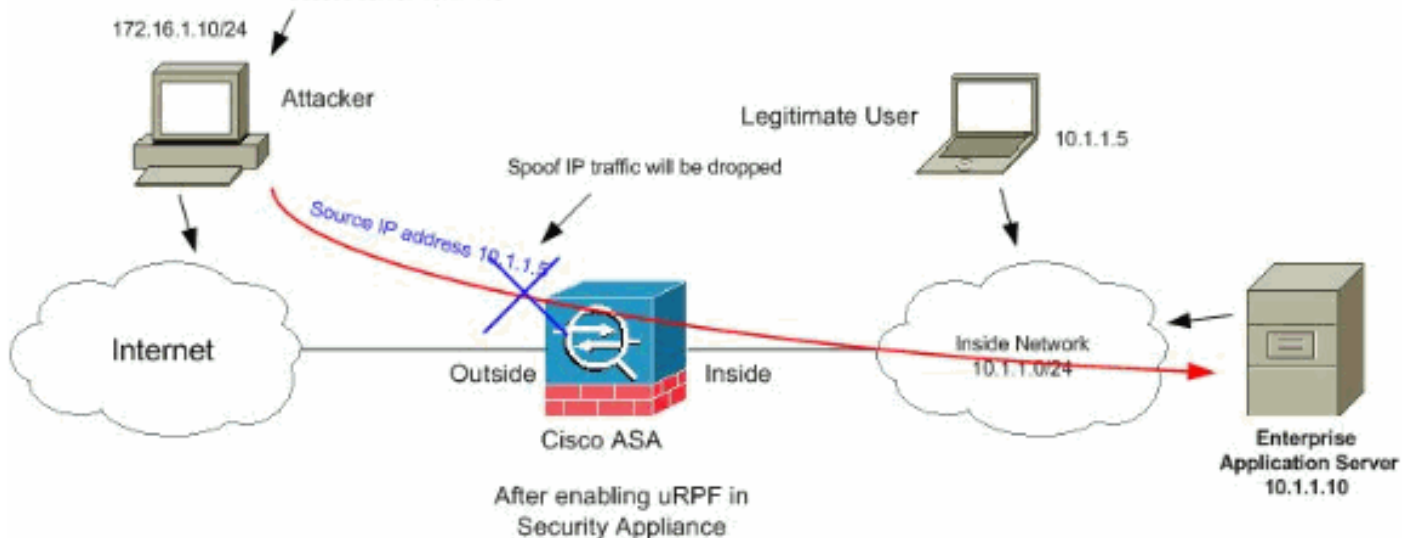 172.16.1.10/24
Attacker
Legitimate User
10.1.1.5
Spoof IP traffic will be dropped
Source IP address 10.1.1.5
Internet
Outside
Inside
Inside Network
10.1.1.0/24
Cisco ASA
Enterprise
Application Server
10.1.1.10
After enabling uRPF in
Security Appliance